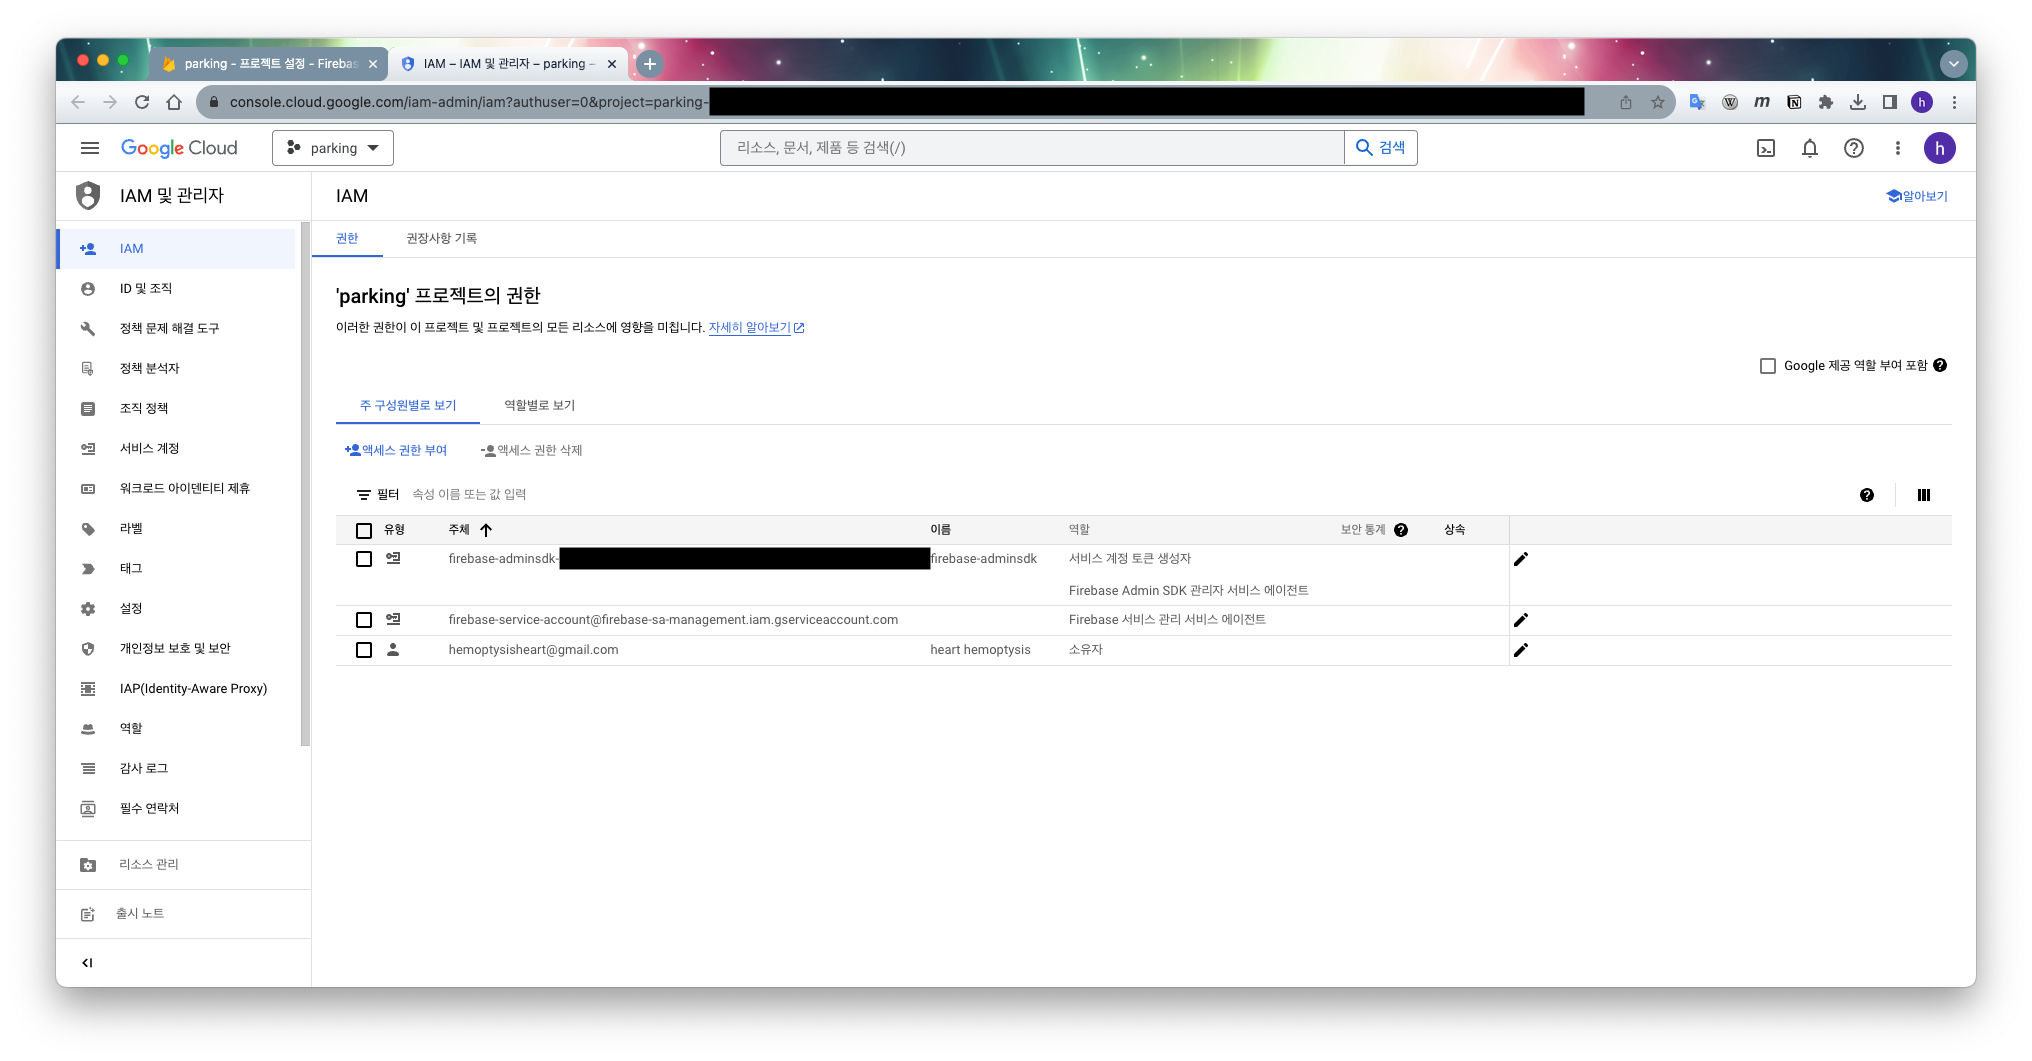 parking - 프로젝트 설정 - Firebas
IAM – IAM 및 관리자 – parking –
console.cloud.google.com/iam-admin/iam?authuser=0&project=parking-
Google Cloud
parking
리소스, 문서, 제품 등 검색(/)
검색
h
h
IAM 및 관리자
IAM
알아보기
IAM
ID 및 조직
정책 문제 해결 도구
정책 분석자
조직 정책
서비스 계정
워크로드 아이덴티티 제휴
라벨
태그
설정
개인정보 보호 및 보안
IAP(Identity-Aware Proxy)
역할
감사 로그
필수 연락처
리소스 관리
출시 노트
권한
권장사항 기록
'parking' 프로젝트의 권한
이러한 권한이 이 프로젝트 및 프로젝트의 모든 리소스에 영향을 미칩니다. 자세히 알아보기
Google 제공 역할 부여 포함
주 구성원별로 보기
역할별로 보기
액세스 권한 부여
액세스 권한 삭제
필터 속성 이름 또는 값 입력
유형 주체 이름 역할 보안 통계 상속
firebase-adminsdk- firebase-adminsdk 서비스 계정 토큰 생성자
Firebase Admin SDK 관리자 서비스 에이전트
firebase-service-account@firebase-sa-management.iam.gserviceaccount.com Firebase 서비스 관리 서비스 에이전트
hemoptysisheart@gmail.com heart hemoptysis 소유자